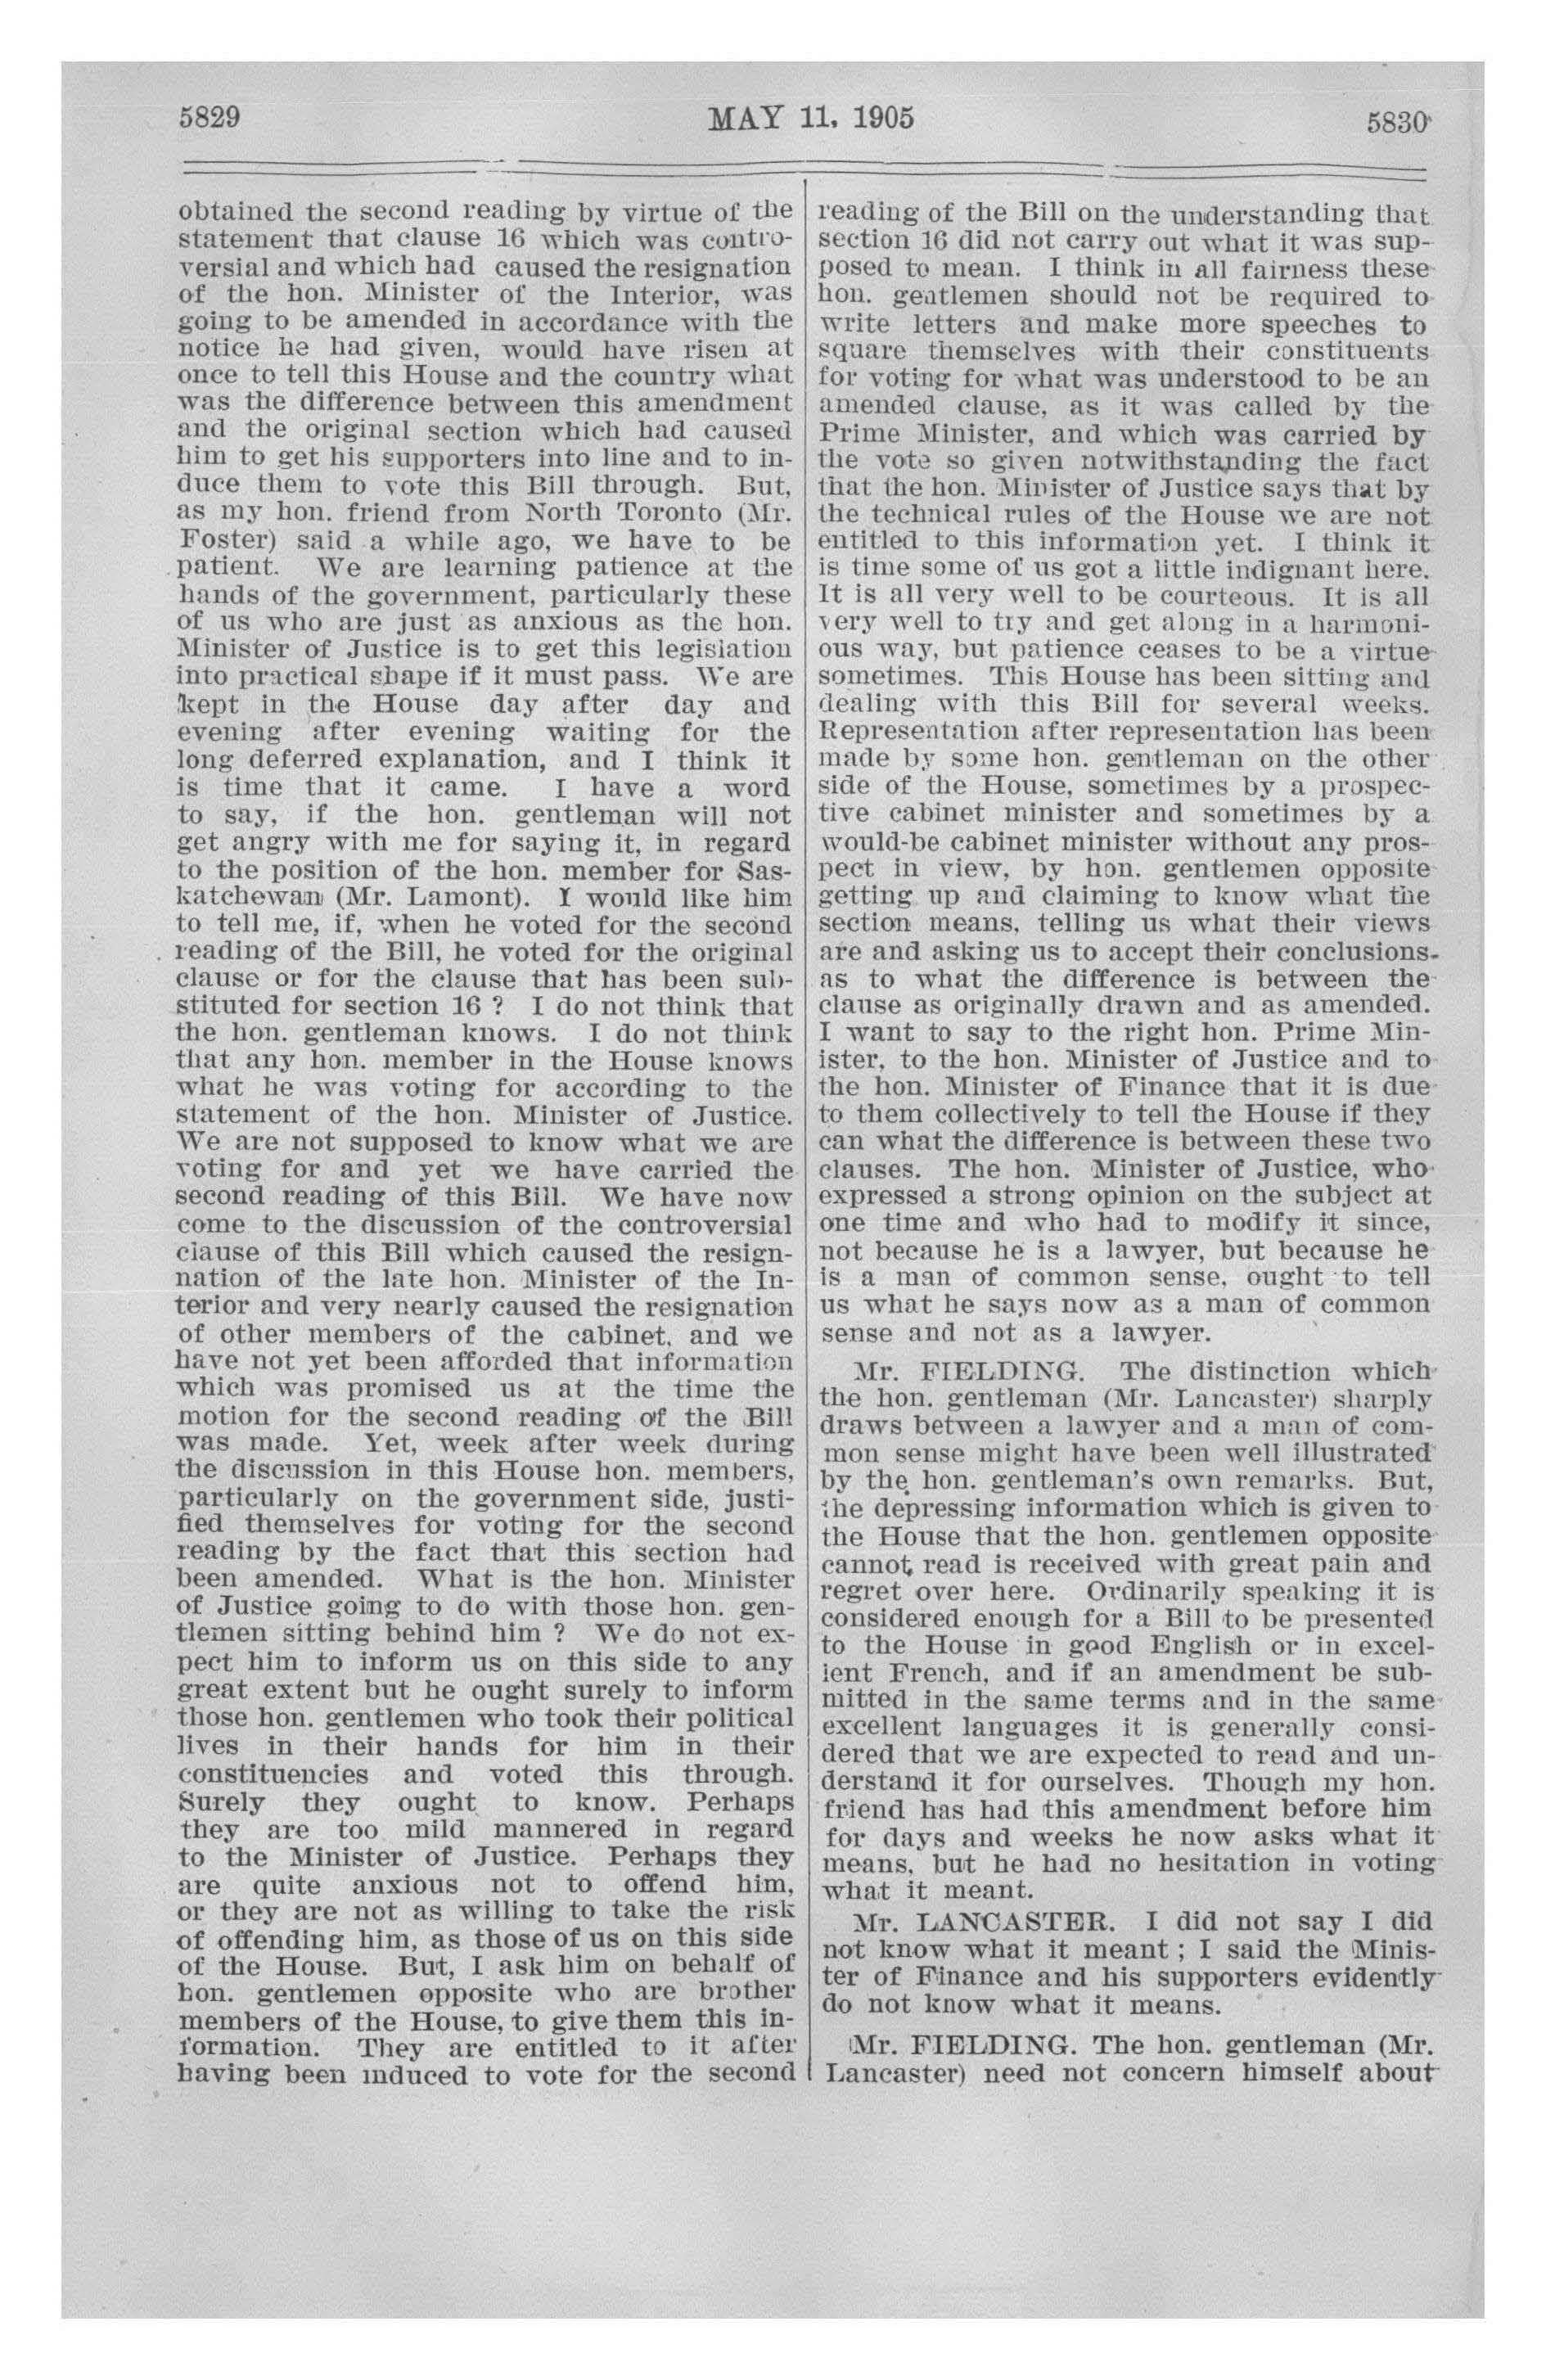 5829
MAY 11, 1905
5830
obtained the second reading by virtue of the
statement that clause 16 which was contro-
versial and which had caused the resignation
of the hon. Minister of the Interior, was
going to be amended in accordance with the
notice he had given, would have risen at
once to tell this House and the country what
was the difference between this amendment
and the original section which had caused
him to get his supporters into line and to in-
duce them to vote this Bill through. But,
as my hon. friend from North Toronto (Mr.
Foster) said a while ago, we have to be
patient. We are learning patience at the
hands of the government, particularly these
of us who are just as anxious as the hon.
Minister of Justice is to get this legislation
into practical shape if it must pass. We are
kept in the House day after day and
evening after evening waiting for the
long deferred explanation, and I think it
is time that it came. I have a word
to say, if the hon. gentleman will not
get angry with me for saying it, in regard
to the position of the hon. member for Sas-
katchewan (Mr. Lamont). I would like him
to tell me, if, when he voted for the second
reading of the Bill, he voted for the original
clause or for the clause that has been sub-
stituted for section 16 ? I do not think that
the hon. gentleman knows. I do not think
that any hon. member in the House knows
what he was voting for according to the
statement of the hon. Minister of Justice.
We are not supposed to know what we are
voting for and yet we have carried the
second reading of this Bill. We have now
come to the discussion of the controversial
clause of this Bill which caused the resign-
nation of the late hon. Minister of the In-
terior and very nearly caused the resignation
of other members of the cabinet, and we
have not yet been afforded that information
which was promised us at the time the
motion for the second reading of the Bill
was made. Yet, week after week during
the discussion in this House hon. members,
particularly on the government side, justi-
fied themselves for voting for the second
reading by the fact that this section had
been amended. What is the hon. Minister
of Justice going to do with those hon. gen-
tlemen sitting behind him ? We do not ex-
pect him to inform us on this side to any
great extent but he ought surely to inform
those hon. gentlemen who took their political
lives in their hands for him in their
constituencies and voted this through.
Surely they ought to know. Perhaps
they are too mild mannered in regard
to the Minister of Justice. Perhaps they
are quite anxious not to offend him,
or they are not as willing to take the risk
of offending him, as those of us on this side
of the House. But, I ask him on behalf of
hon. gentlemen opposite who are brother
members of the House, to give them this in-
formation. They are entitled to it after
having been induced to vote for the second
reading of the Bill on the understanding that
section 16 did not carry out what it was sup-
posed to mean. I think in all fairness these
hon. gentlemen should not be required to
write letters and make more speeches to
square themselves with their constituents
for voting for what was understood to be an
amended clause, as it was called by the
Prime Minister, and which was carried by
the vote so given notwithstanding the fact
that the hon. Minister of Justice says that by
the technical rules of the House we are not
entitled to this information yet. I think it
is time some of us got a little indignant here.
It is all very well to be courteous. It is all
very well to try and get along in a harmoni-
ous way, but patience ceases to be a virtue
sometimes. This House has been sitting and
dealing with this Bill for several weeks.
Representation after representation has been
made by some hon. gentleman on the other
side of the House, sometimes by a prospec-
tive cabinet minister and sometimes by a
would-be cabinet minister without any pros-
pect in view, by hon. gentlemen opposite
getting up and claiming to know what the
section means, telling us what their views
are and asking us to accept their conclusions
as to what the difference is between the
clause as originally drawn and as amended.
I want to say to the right hon. Prime Min-
ister, to the hon. Minister of Justice and to
the hon. Minister of Finance that it is due
to them collectively to tell the House if they
can what the difference is between these two
clauses. The hon. Minister of Justice, who
expressed a strong opinion on the subject at
one time and who had to modify it since,
not because he is a lawyer, but because he
is a man of common sense, ought to tell
us what he says now as a man of common
sense and not as a lawyer.
Mr. FIELDING. The distinction which
the hon. gentleman (Mr. Lancaster) sharply
draws between a lawyer and a man of com-
mon sense might have been well illustrated
by the hon. gentleman's own remarks. But,
the depressing information which is given to
the House that the hon. gentlemen opposite
cannot read is received with great pain and
regret over here. Ordinarily speaking it is
considered enough for a Bill to be presented
to the House in good English or in excel-
lent French, and if an amendment be sub-
mitted in the same terms and in the same
excellent languages it is generally consi-
dered that we are expected to read and un-
derstand it for ourselves. Though my hon.
friend has had this amendment before him
for days and weeks he now asks what it
means, but he had no hesitation in voting
what it meant.
Mr. LANCASTER. I did not say I did
not know what it meant ; I said the Minis-
ter of Finance and his supporters evidently
do not know what it means.
Mr. FIELDING. The hon. gentleman (Mr.
Lancaster) need not concern himself about